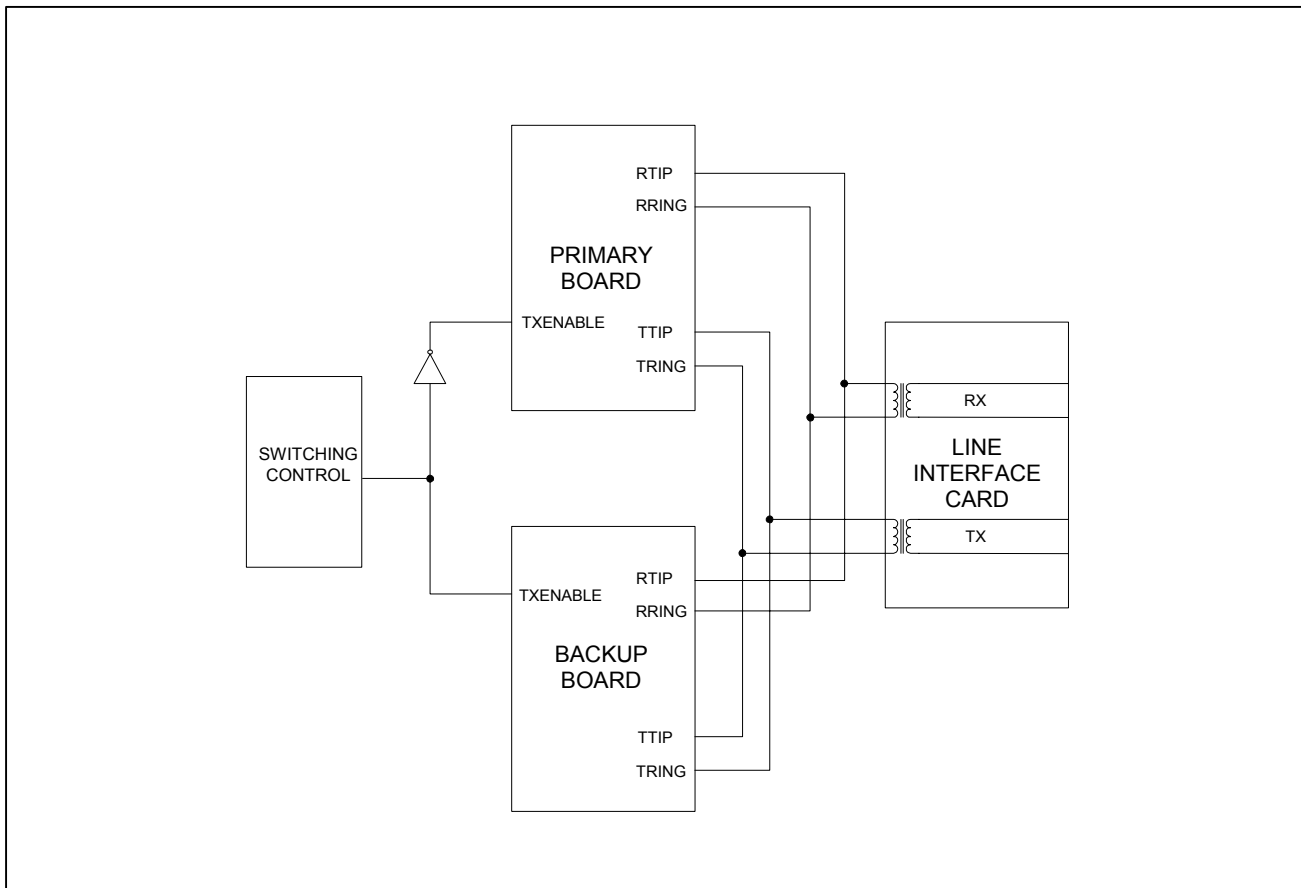 RTIP
RRING
PRIMARY
BOARD
TXENABLE
TTIP
TRING
SWITCHING
CONTROL
RX
LINE
INTERFACE
CARD
TX
RTIP
TXENABLE
RRING
BACKUP
BOARD
TTIP
TRING